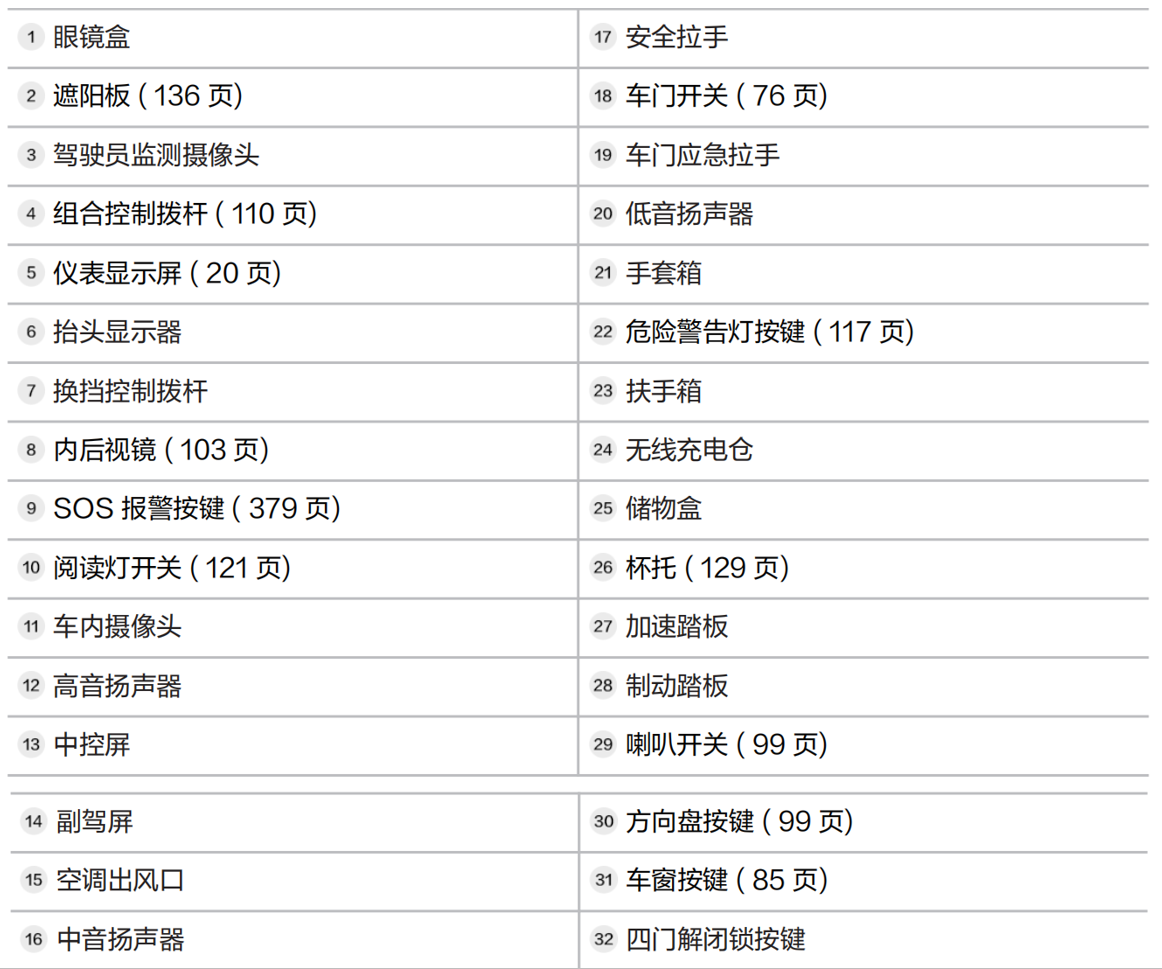 1 眼镜盒
17 安全拉手
2 遮阳板 ( 136 页)
18 车门开关 ( 76 页)
3 驾驶员监测摄像头
19 车门应急拉手
4 组合控制拨杆 ( 110 页)
20 低音扬声器
5 仪表显示屏 ( 20 页)
21 手套箱
6 抬头显示器
22 危险警告灯按键 ( 117 页)
7 换挡控制拨杆
23 扶手箱
8 内后视镜 ( 103 页)
24 无线充电仓
9 SOS 报警按键 ( 379 页)
25 储物盒
10 阅读灯开关 ( 121 页)
26 杯托 ( 129 页)
11 车内摄像头
27 加速踏板
12 高音扬声器
28 制动踏板
13 中控屏
29 喇叭开关 ( 99 页)
14 副驾屏
30 方向盘按键 ( 99 页)
15 空调出风口
31 车窗按键 ( 85 页)
16 中音扬声器
32 四门解闭锁按键